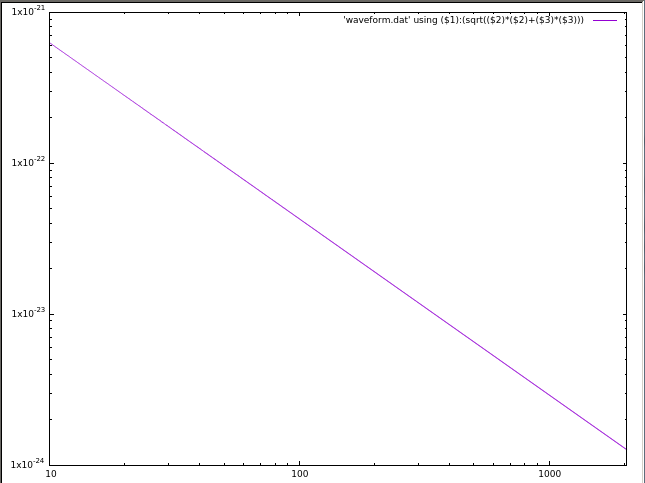 1x10⁻²¹
'waveform.dat' using ($1):(sqrt(($2)*($2)+($3)*($3)))
1x10⁻²²
1x10⁻²³
1x10⁻²⁴
10 100 1000